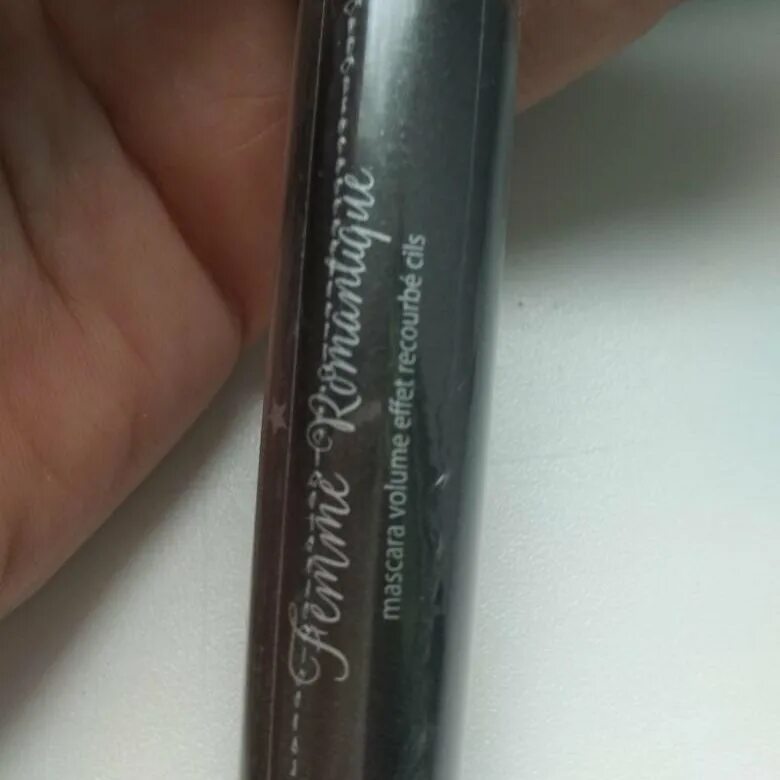 Femme Romantique
mascara volume effet recourbé cils